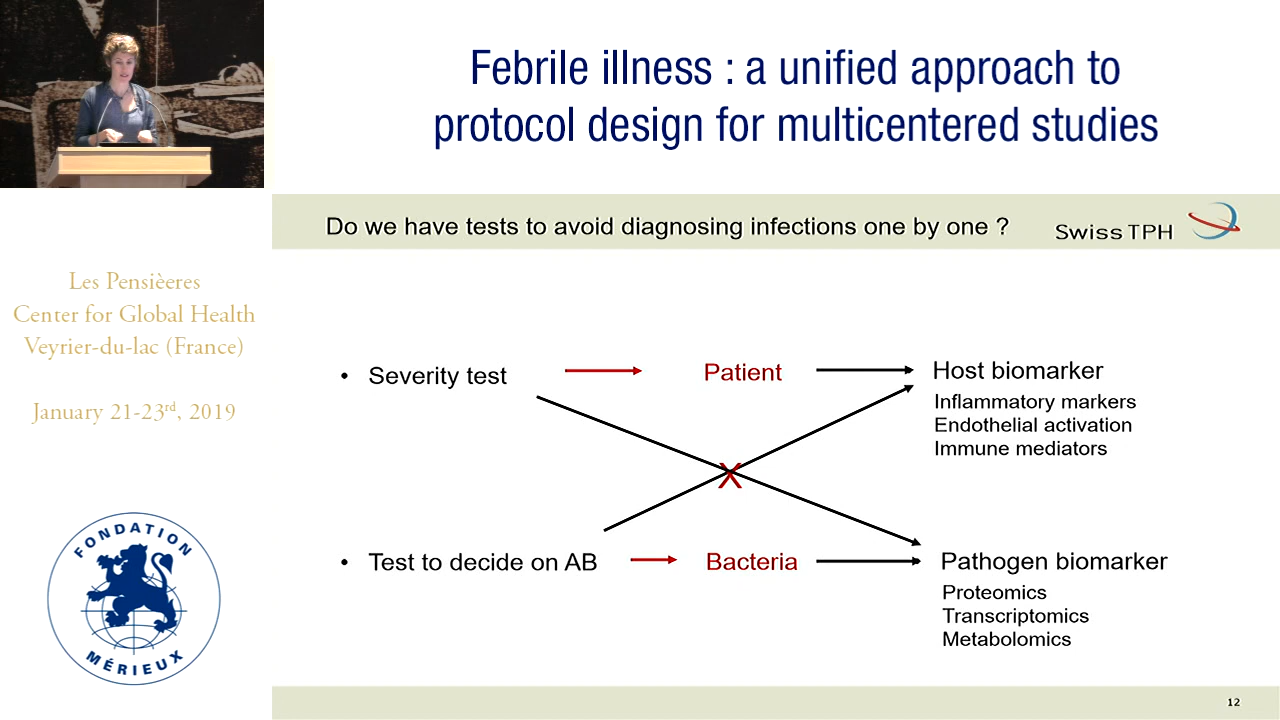 Febrile illness : a unified approach to
protocol design for multicentered studies
Do we have tests to avoid diagnosing infections one by one ?
Swiss TPH
Les Pensièeres
Center for Global Health
Veyrier-du-lac (France)
January 21-23rd, 2019
FONDATION
MÉRIEUX
• Severity test
Patient
Host biomarker
Inflammatory markers
Endothelial activation
Immune mediators
X
• Test to decide on AB
Bacteria
Pathogen biomarker
Proteomics
Transcriptomics
Metabolomics
12